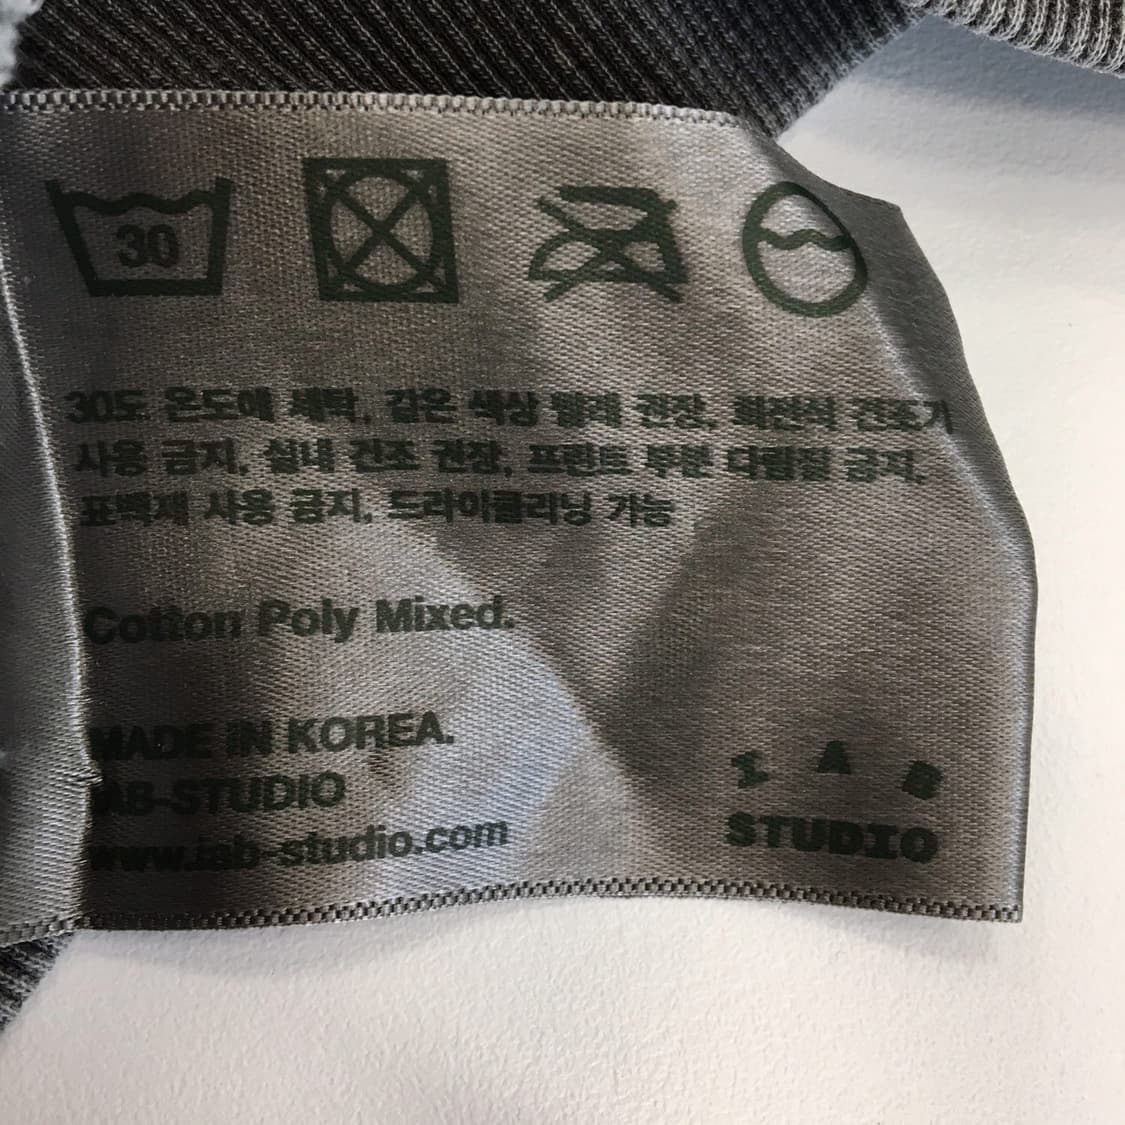 30
30도 온도에 세탁, 같은 색상 빨래 권장, 회전식 건조기
사용 금지, 실내 건조 권장, 프린트 부분 다림질 금지,
표백제 사용 금지, 드라이클리닝 가능
Cotton Poly Mixed.
MADE IN KOREA.
IAB-STUDIO
www.iab-studio.com
I A B
STUDIO